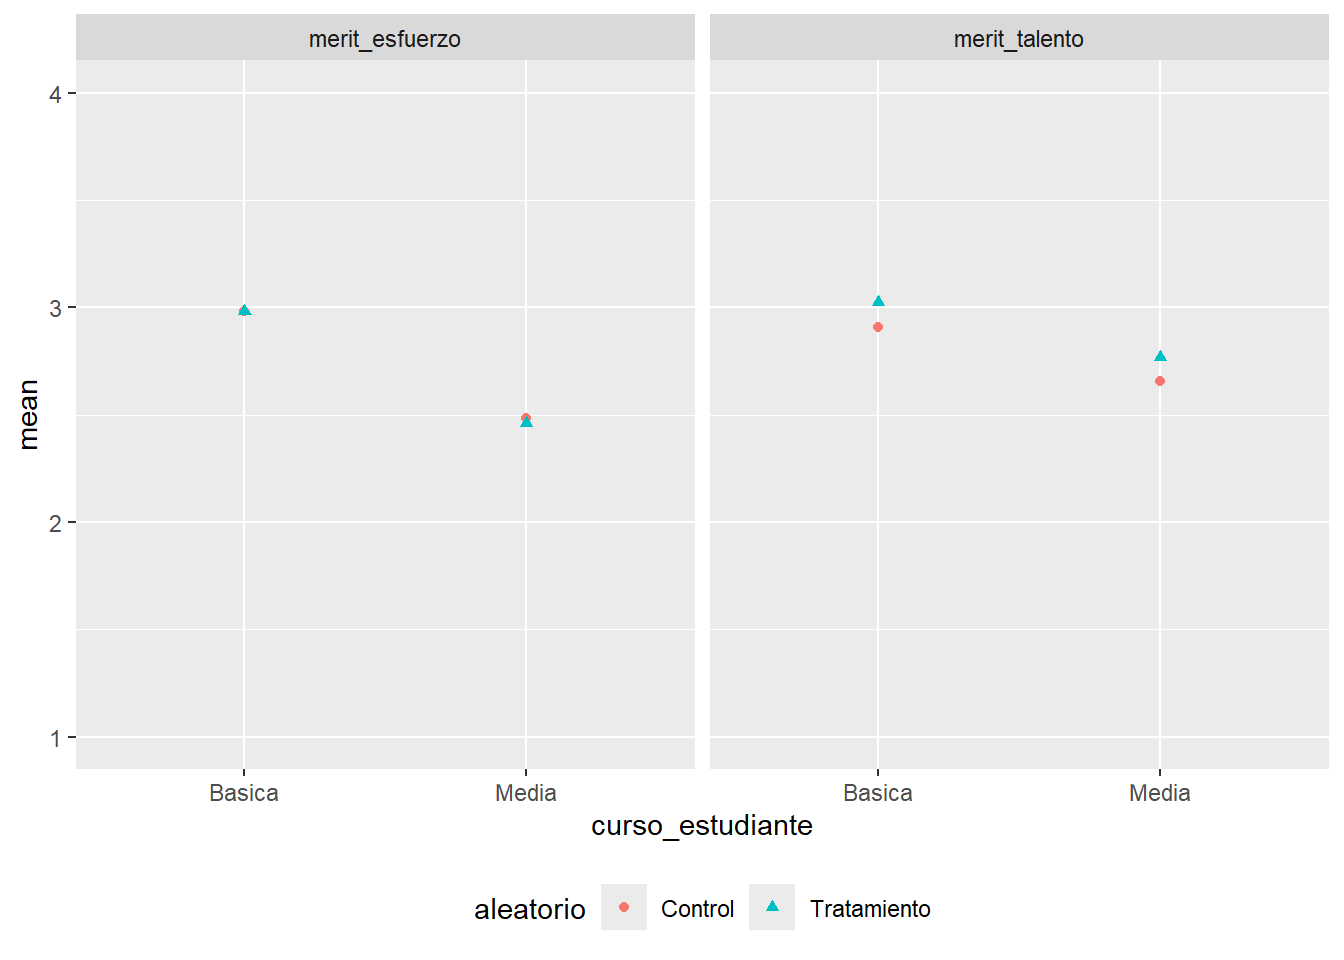 merit_esfuerzo merit_talento
4
3
2
1
mean
Basica Media Basica Media
curso_estudiante
aleatorio Control Tratamiento